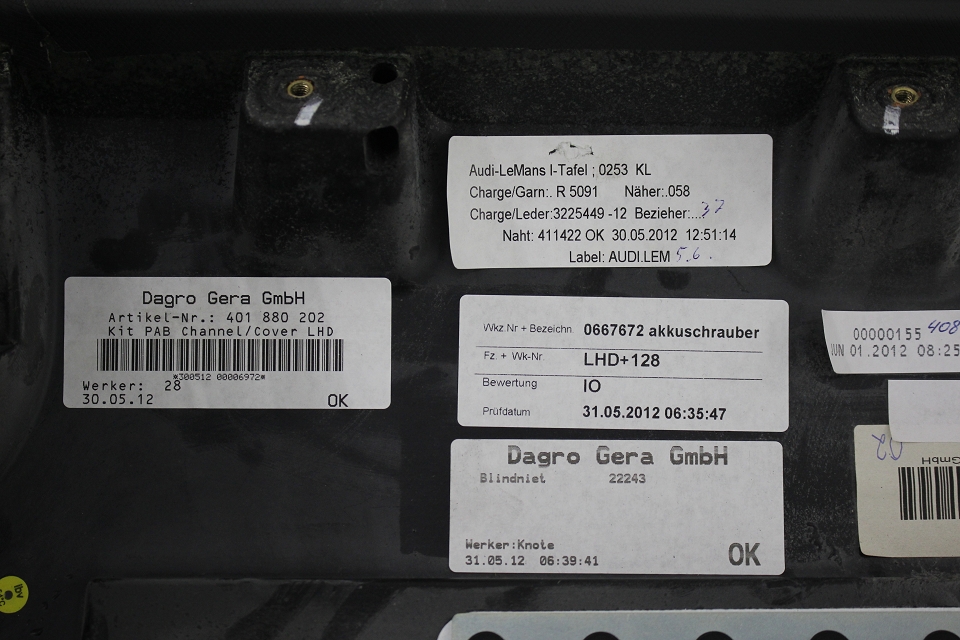 Audi-LeMans I-Tafel ; 0253 KL
Charge/Garn:. R 5091 Näher:.058
Charge/Leder:3225449 -12 Bezieher:...37
Naht: 411422 OK 30.05.2012 12:51:14
Label: AUDI.LEM 5.6.
Dagro Gera GmbH
Artikel-Nr.: 401 880 202
Kit PAB Channel/Cover LHD
*300512 00006972*
Werker: 28
30.05.12 OK
Wkz.Nr + Bezeichn 0667672 akkuschrauber
Fz. + Wk-Nr. LHD+128
Bewertung IO
Prüfdatum 31.05.2012 06:35:47
00000155 408
JUN 01.2012 08:25
Dagro Gera GmbH
Blindniet 22243
Werker:Knote
31.05.12 06:39:41 OK
GmbH